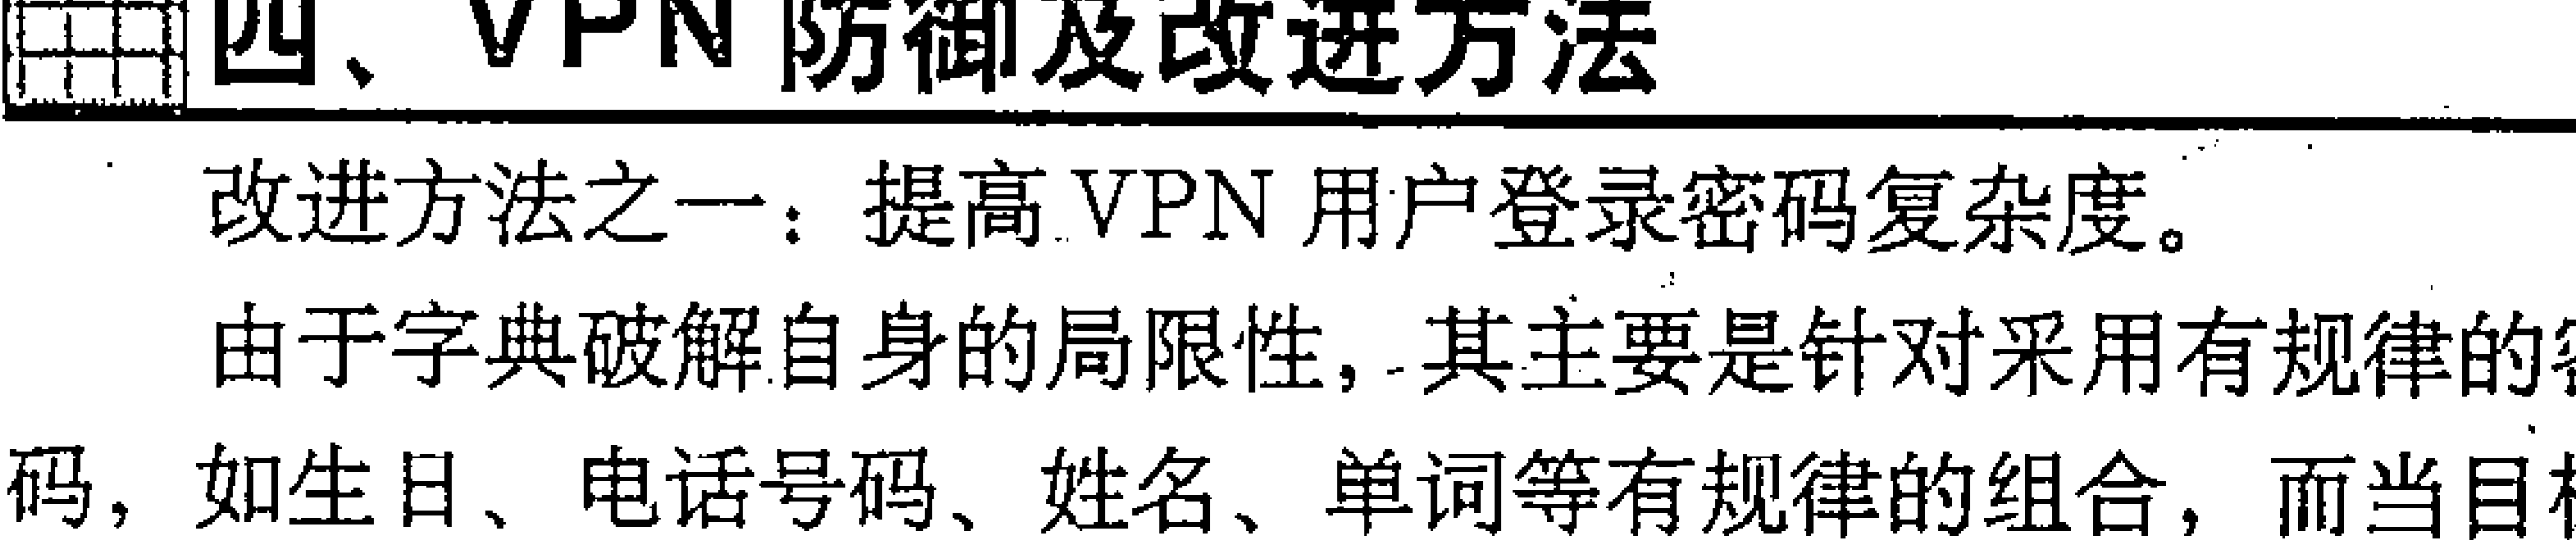 四、VPN 防御及改进方法
改进方法之一：提高 VPN 用户登录密码复杂度。
由于字典破解自身的局限性，其主要是针对采用有规律的密
码，如生日、电话号码、姓名、单词等有规律的组合，而当目